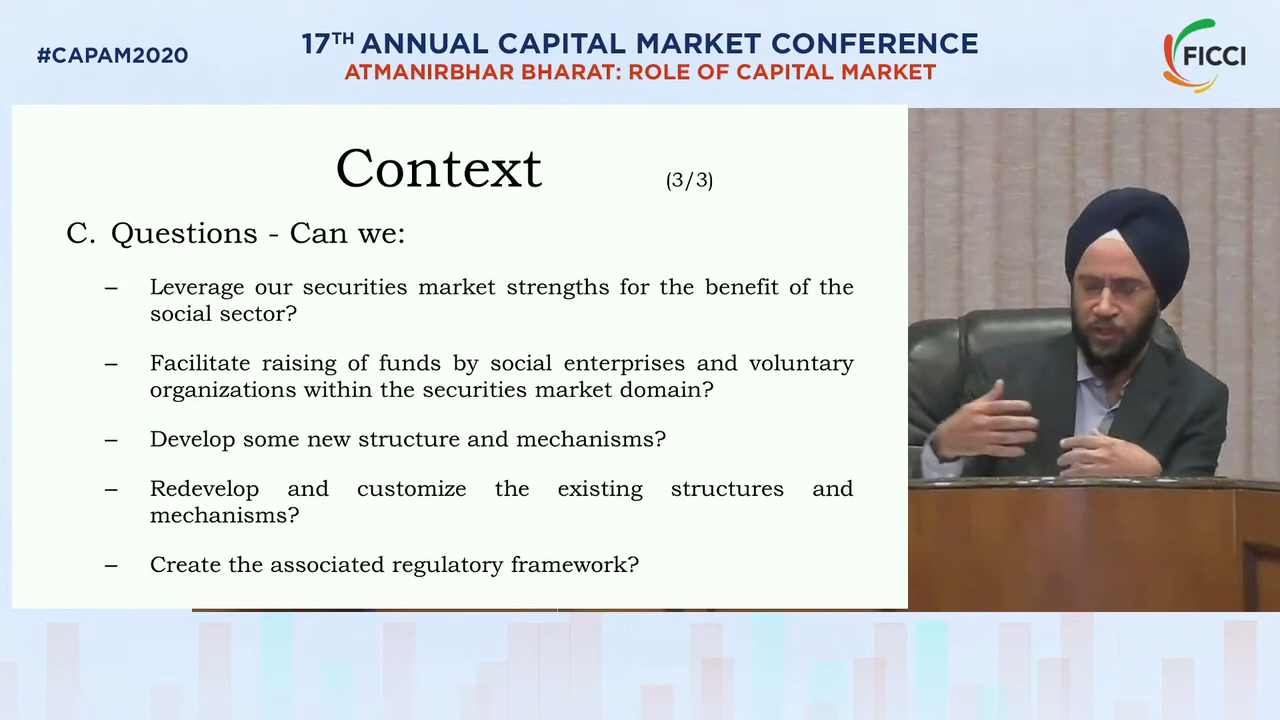 #CAPAM2020
17TH ANNUAL CAPITAL MARKET CONFERENCE
ATMANIRBHAR BHARAT: ROLE OF CAPITAL MARKET
FICCI
Context (3/3)
C. Questions - Can we:
– Leverage our securities market strengths for the benefit of the
social sector?
– Facilitate raising of funds by social enterprises and voluntary
organizations within the securities market domain?
– Develop some new structure and mechanisms?
– Redevelop and customize the existing structures and
mechanisms?
– Create the associated regulatory framework?